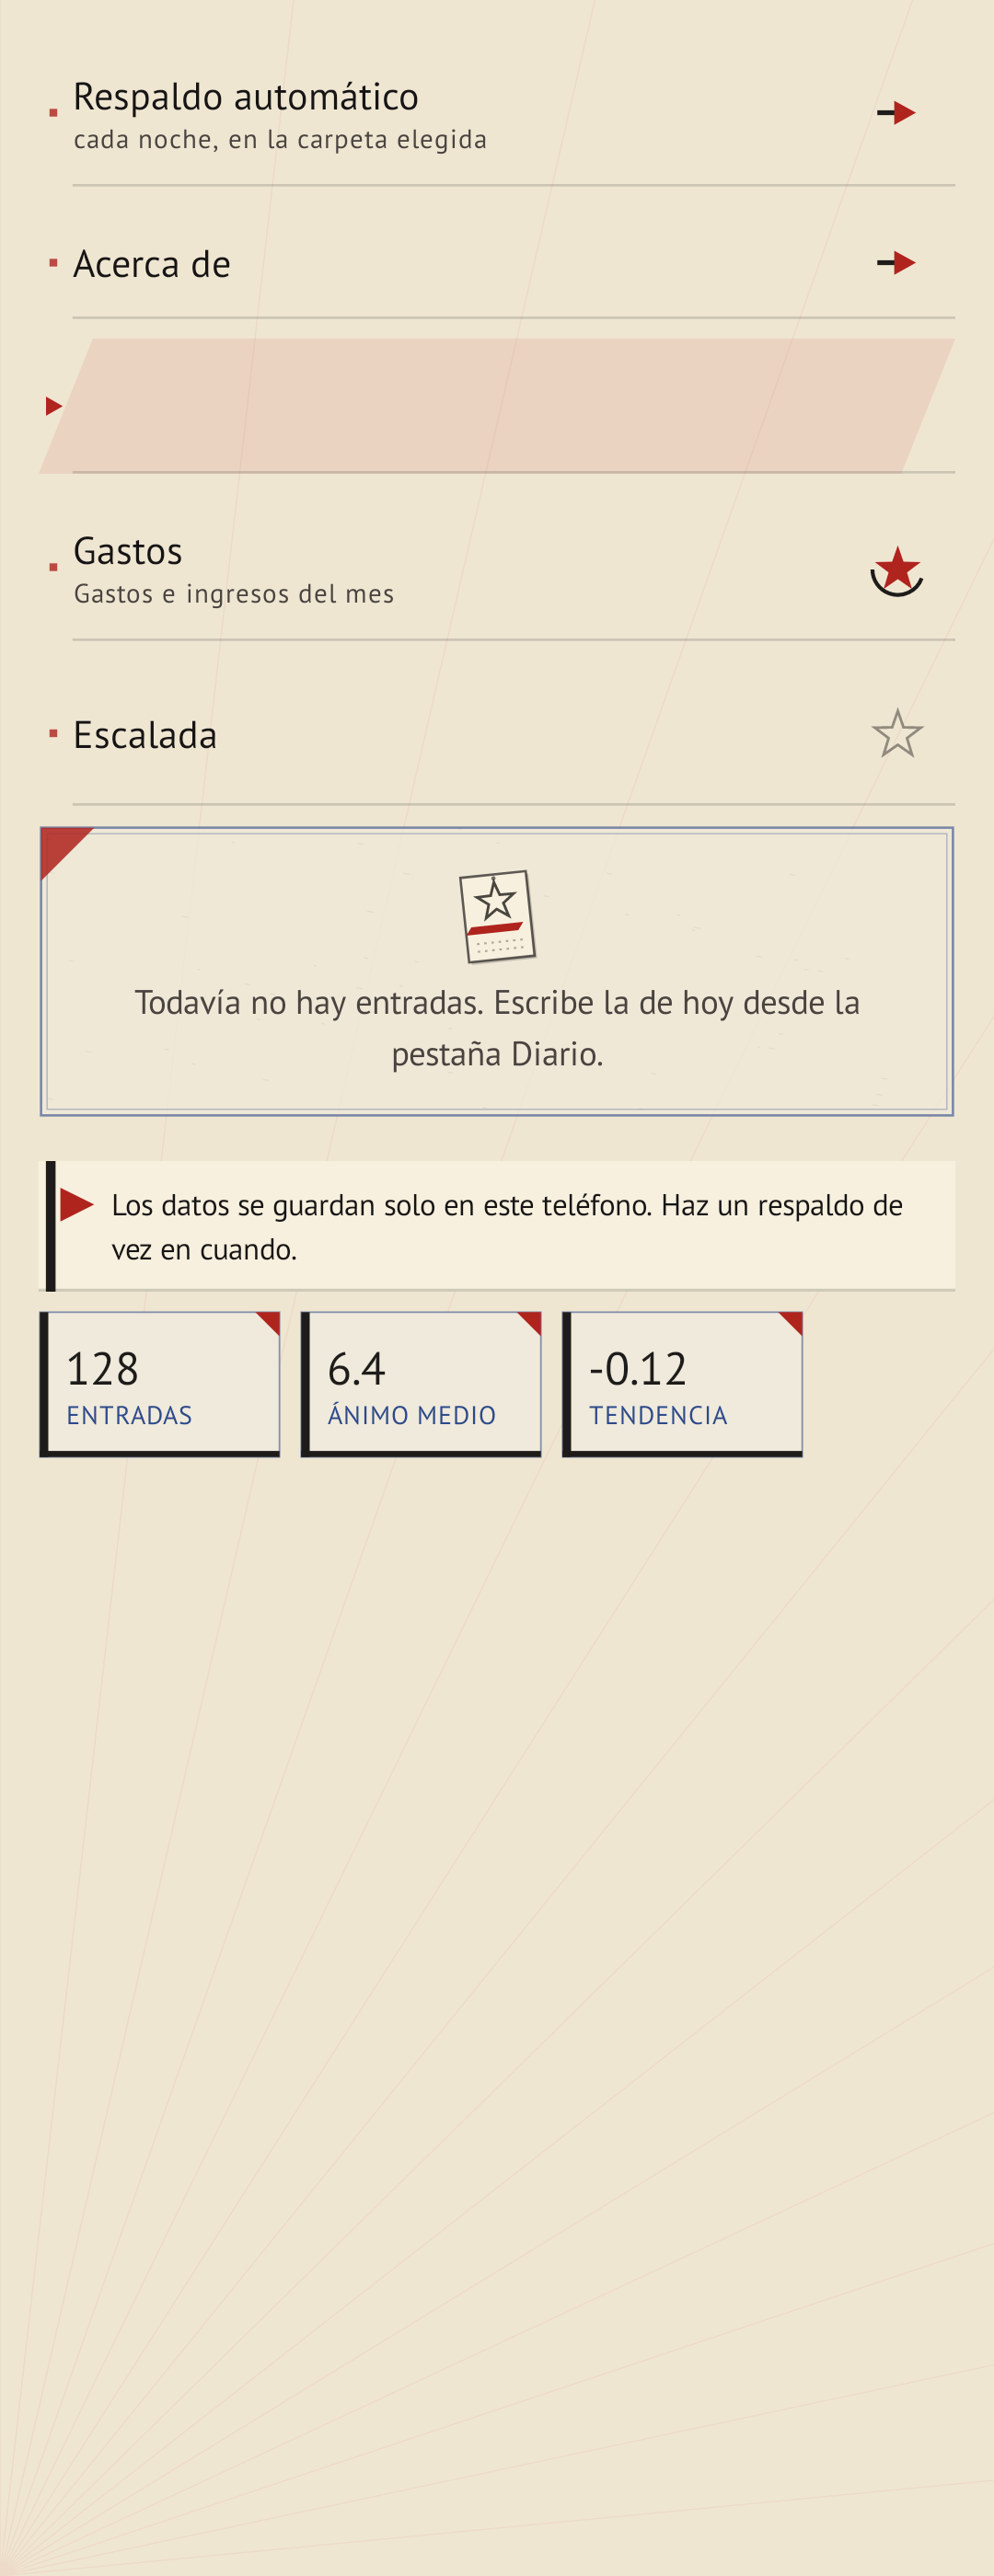 Respaldo automático
cada noche, en la carpeta elegida
Acerca de
Gastos
Gastos e ingresos del mes
Escalada
Todavía no hay entradas. Escribe la de hoy desde la
pestaña Diario.
Los datos se guardan solo en este teléfono. Haz un respaldo de
vez en cuando.
128
ENTRADAS
6.4
ÁNIMO MEDIO
-0.12
TENDENCIA